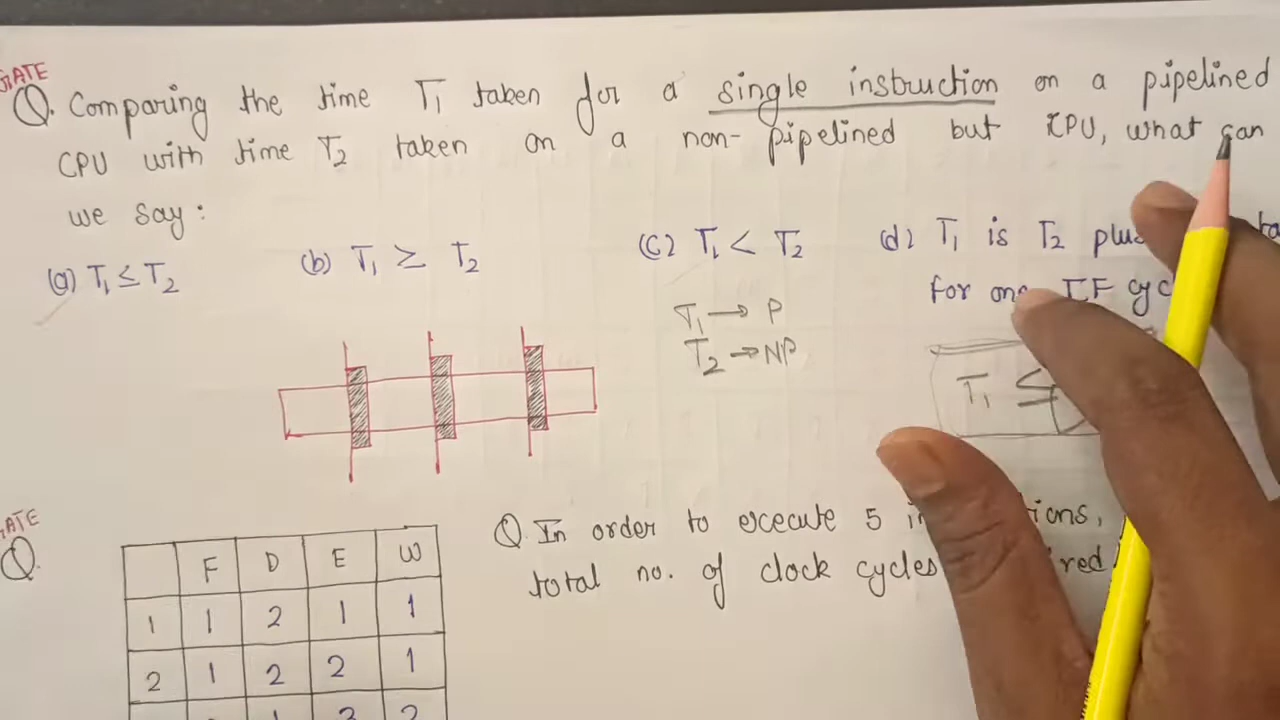 GATE
Q. Comparing the time T1 taken for a single instruction on a pipelined
CPU with time T2 taken on a non-pipelined but CPU, what can
we say:
(a) T1 ≤ T2
(b) T1 ≥ T2
(c) T1 < T2
(d) T1 is T2 plus
for one IF
T1 → P
T2 → NP
T1 ≤
GATE
Q.
F D E W
1 1 2 1 1
2 1 2 2 1
Q. In order to execute 5
total no. of clock cycles